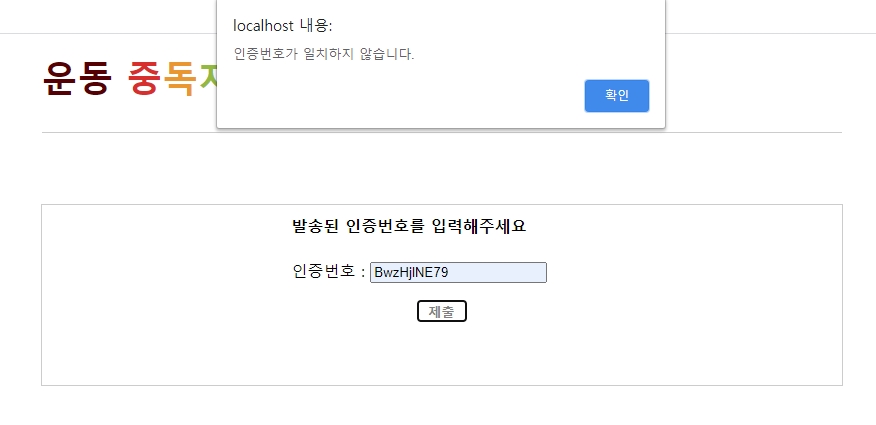 localhost 내용:
인증번호가 일치하지 않습니다.
확인
운동 중독
발송된 인증번호를 입력해주세요
인증번호 : BwzHjlNE79
제출